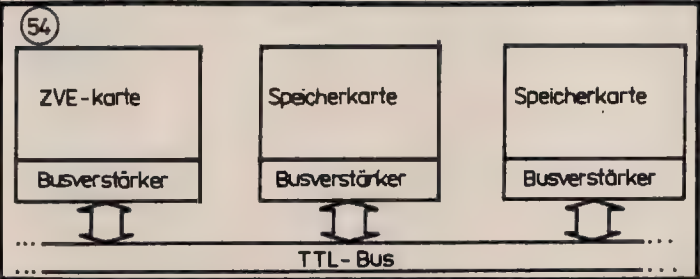 54
ZVE-karte
Speicherkarte
Speicherkarte
Busverstärker
Busverstärker
Busverstärker
TTL-Bus